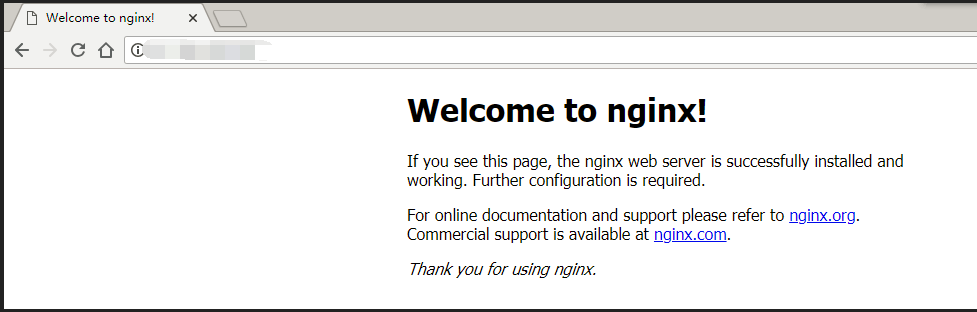 Welcome to nginx!
Welcome to nginx!
If you see this page, the nginx web server is successfully installed and
working. Further configuration is required.
For online documentation and support please refer to nginx.org.
Commercial support is available at nginx.com.
Thank you for using nginx.